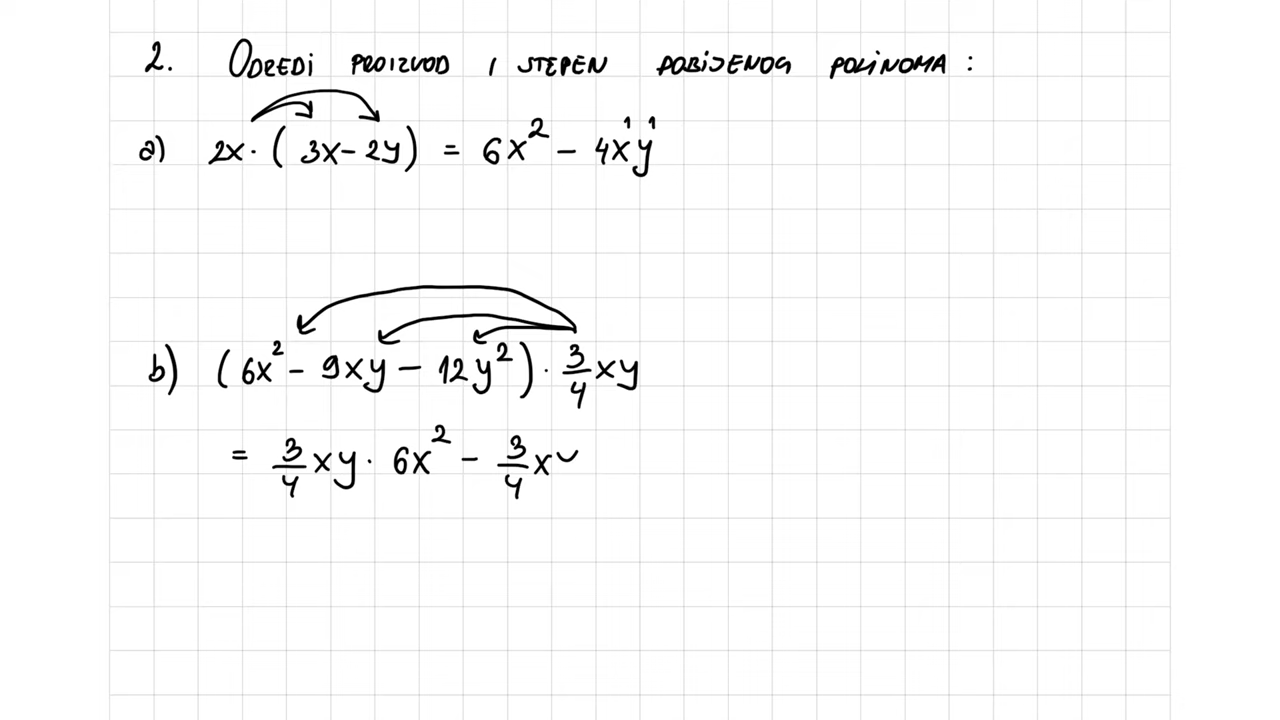 2. ODREDI PROIZVOD I STEPEN DOBIJENOG POLINOMA :
a) 2x · ( 3x - 2y ) = 6x² - 4x¹y¹
b) ( 6x² - 9xy - 12y² ) · 3/4 xy
= 3/4 xy · 6x² - 3/4 x